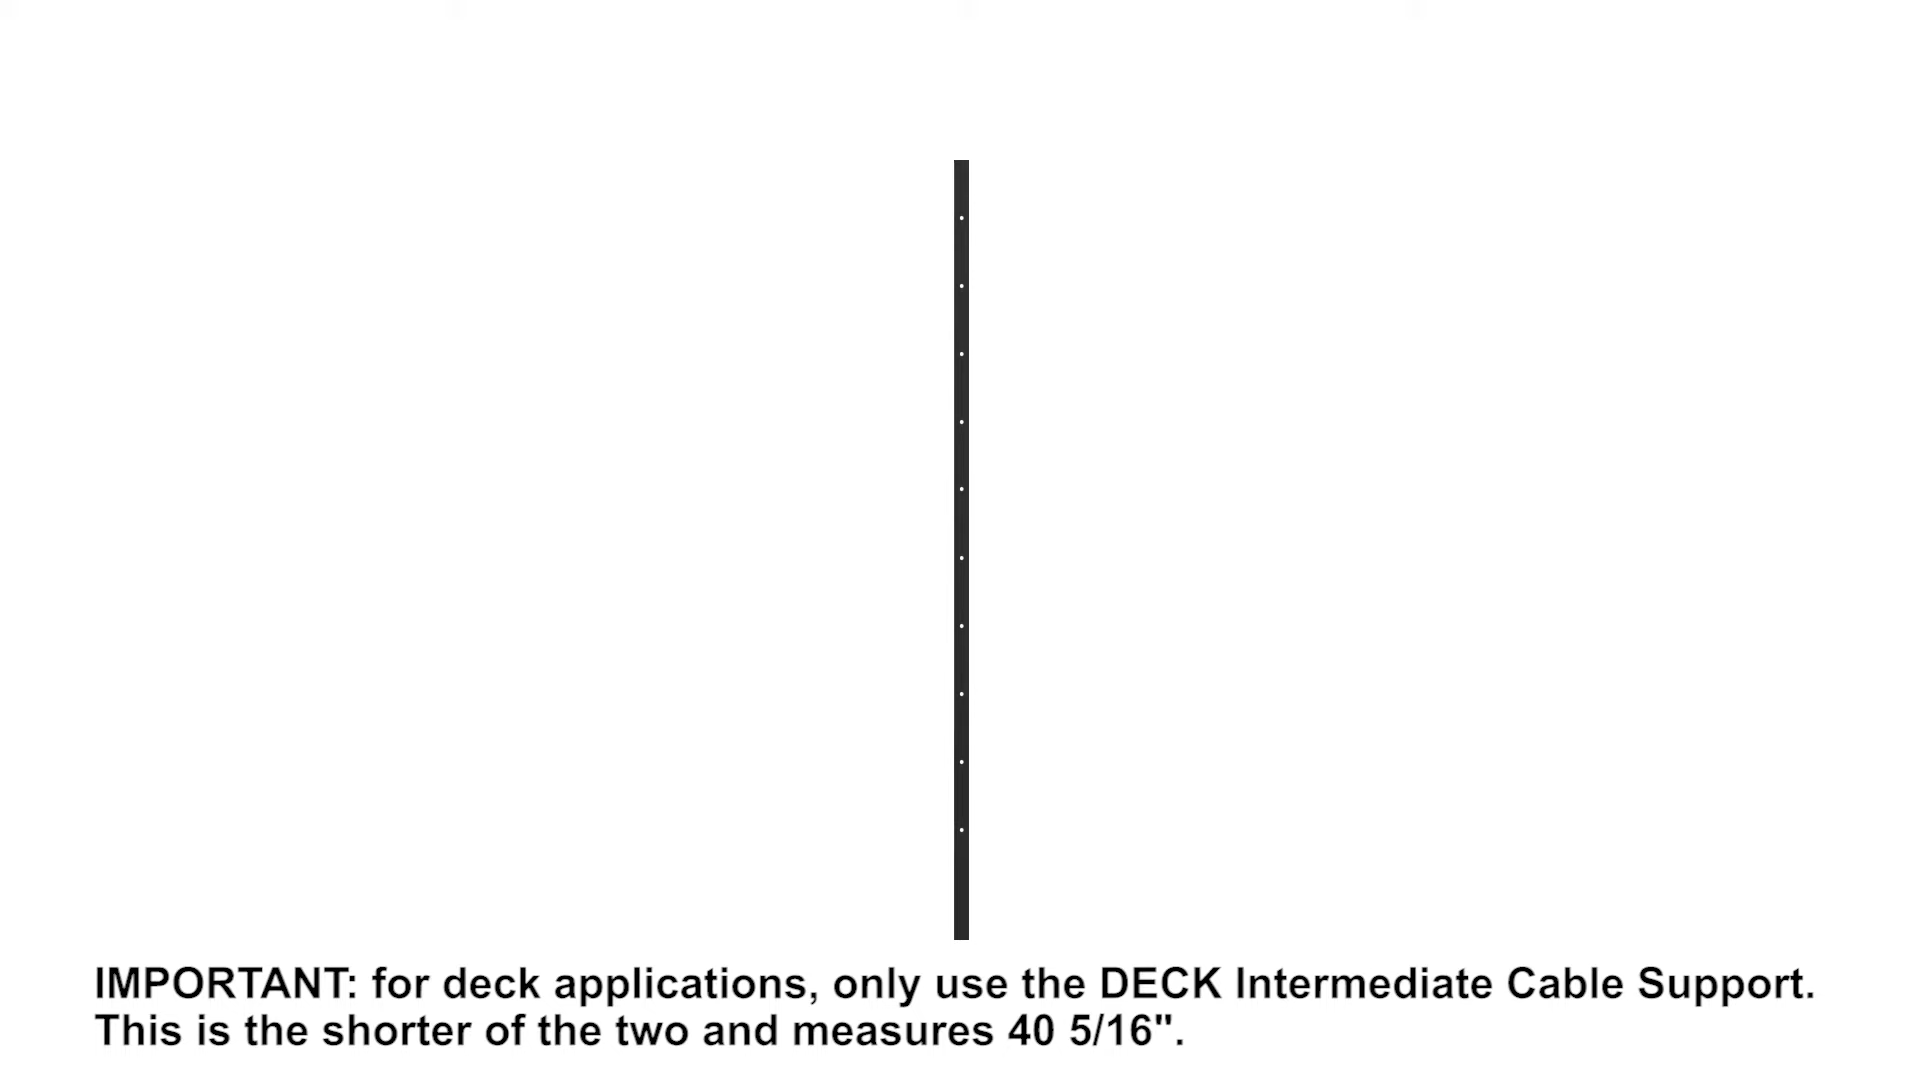 IMPORTANT: for deck applications, only use the DECK Intermediate Cable Support.
This is the shorter of the two and measures 40 5/16".